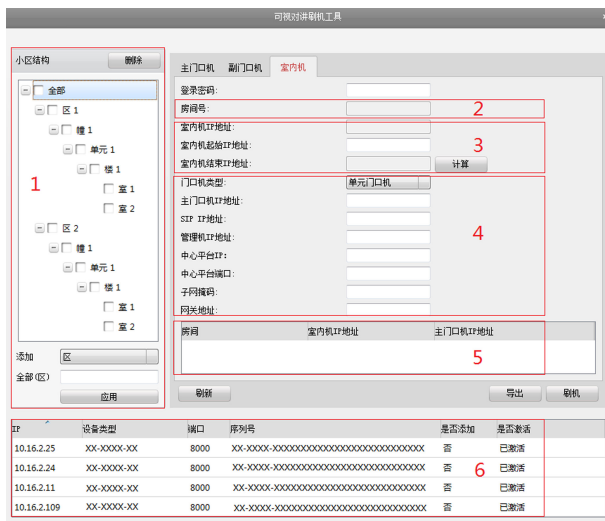 可视对讲刷机工具
小区结构
删除
全部
区 1
幢 1
单元 1
楼 1
室 1
室 2
区 2
幢 1
单元 1
楼 1
室 1
室 2
1
添加
区
全部(区)
应用
主门口机 副门口机 室内机
登录密码:
房间号:
2
室内机IP地址:
室内机起始IP地址:
3
室内机结束IP地址:
计算
门口机类型:
单元门口机
主门口机IP地址:
SIP IP地址:
管理机IP地址:
4
中心平台IP:
中心平台端口:
子网掩码:
网关地址:
房间 室内机IP地址 主门口机IP地址
5
刷新 导出 刷机
IP 设备类型 端口 序列号 是否添加 是否激活
10.16.2.25 XX-XXXX-XX 8000 XX-XXXX-XXXXXXXXXXXXXXXXXXXXXXXXXXXX 否 已激活
10.16.2.24 XX-XXXX-XX 8000 XX-XXXX-XXXXXXXXXXXXXXXXXXXXXXXXXXXX 否 已激活
6
10.16.2.11 XX-XXXX-XX 8000 XX-XXXX-XXXXXXXXXXXXXXXXXXXXXXXXXXXX 否 已激活
10.16.2.109 XX-XXXX-XX 8000 XX-XXXX-XXXXXXXXXXXXXXXXXXXXXXXXXXXX 否 已激活